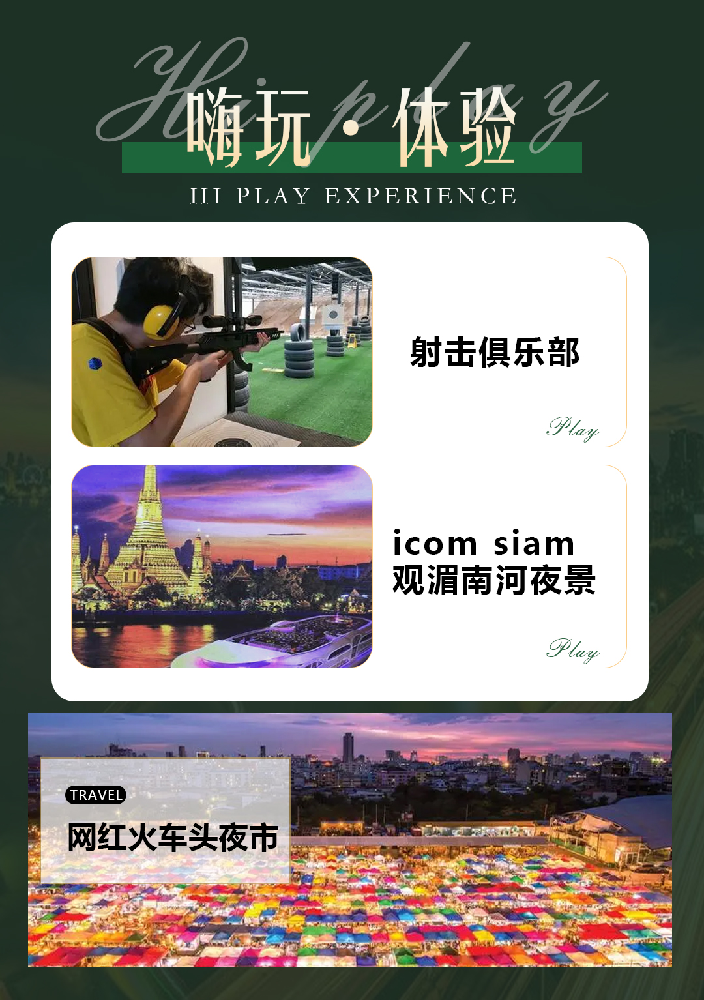 Hi play
嗨玩·体验
HI PLAY EXPERIENCE
射击俱乐部
Play
icom siam
观湄南河夜景
Play
TRAVEL
网红火车头夜市